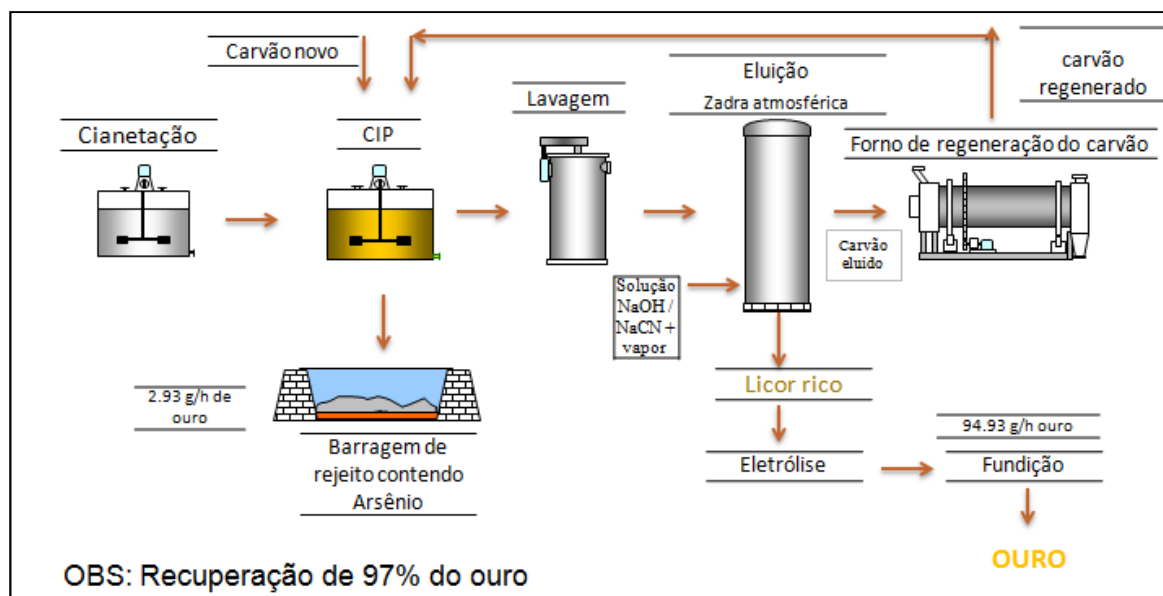 Carvão novo
carvão
regenerado
Eluição
Zadra atmosférica
Lavagem
Cianetação
CIP
Forno de regeneração do carvão
Carvão
eluido
Solução
NaOH /
NaCN +
vapor
Licor rico
2.93 g/h de
ouro
Barragem de
rejeito contendo
Arsênio
94.93 g/h ouro
Eletrólise
Fundição
OURO
OBS: Recuperação de 97% do ouro